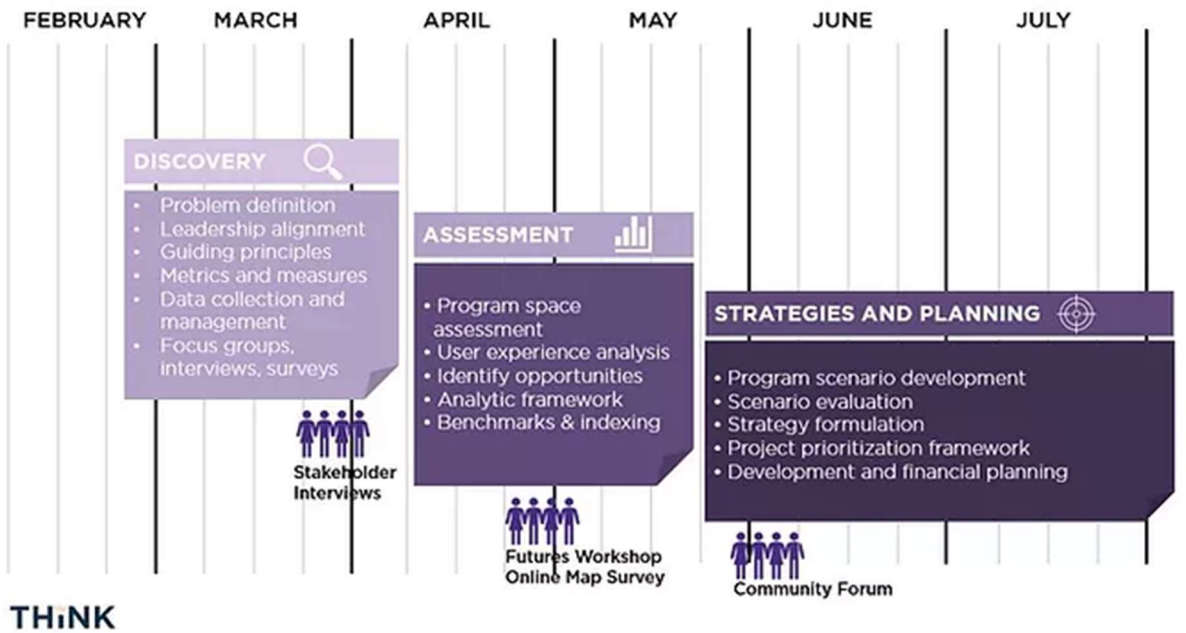 FEBRUARY MARCH APRIL MAY JUNE JULY
DISCOVERY
• Problem definition
• Leadership alignment
• Guiding principles
• Metrics and measures
• Data collection and
management
• Focus groups,
interviews, surveys
Stakeholder
Interviews
ASSESSMENT
• Program space
assessment
• User experience analysis
• Identify opportunities
• Analytic framework
• Benchmarks & indexing
Futures Workshop
Online Map Survey
STRATEGIES AND PLANNING
• Program scenario development
• Scenario evaluation
• Strategy formulation
• Project prioritization framework
• Development and financial planning
Community Forum
THiNK